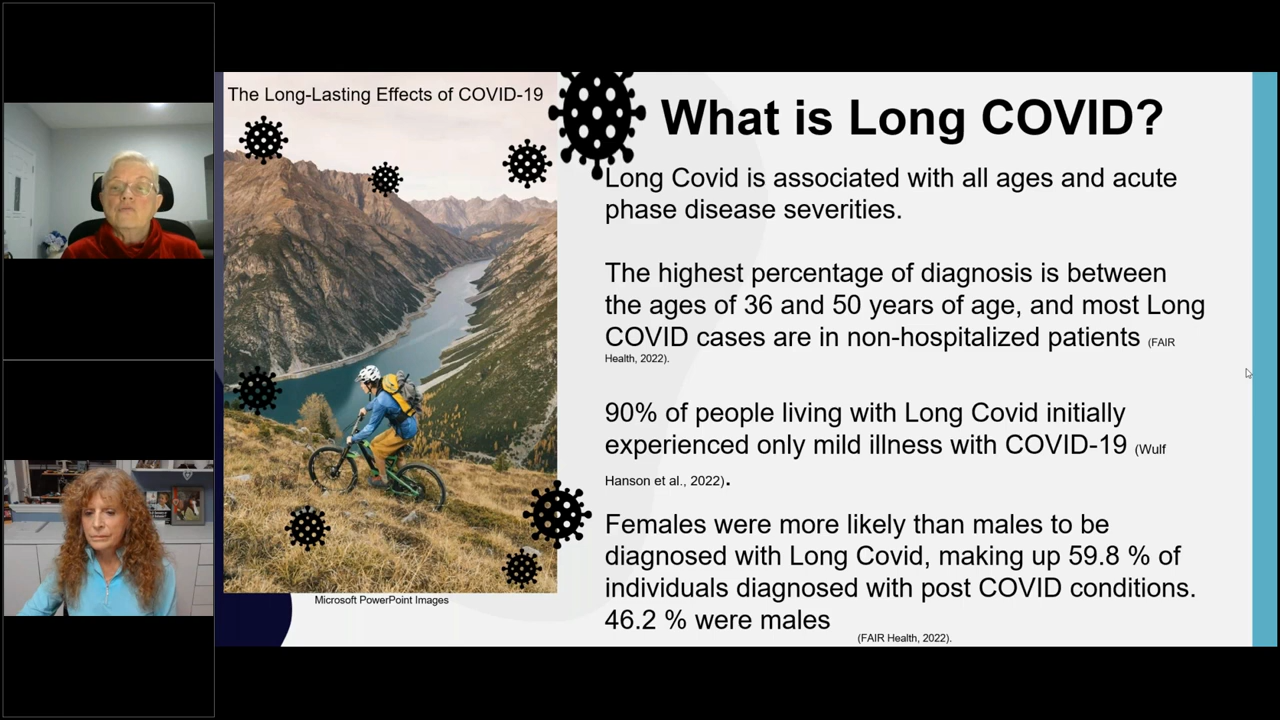 The Long-Lasting Effects of COVID-19
Microsoft PowerPoint Images
What is Long COVID?
Long Covid is associated with all ages and acute
phase disease severities.
The highest percentage of diagnosis is between
the ages of 36 and 50 years of age, and most Long
COVID cases are in non-hospitalized patients (FAIR
Health, 2022).
90% of people living with Long Covid initially
experienced only mild illness with COVID-19 (Wulf
Hanson et al., 2022).
Females were more likely than males to be
diagnosed with Long Covid, making up 59.8 % of
individuals diagnosed with post COVID conditions.
46.2 % were males
(FAIR Health, 2022).